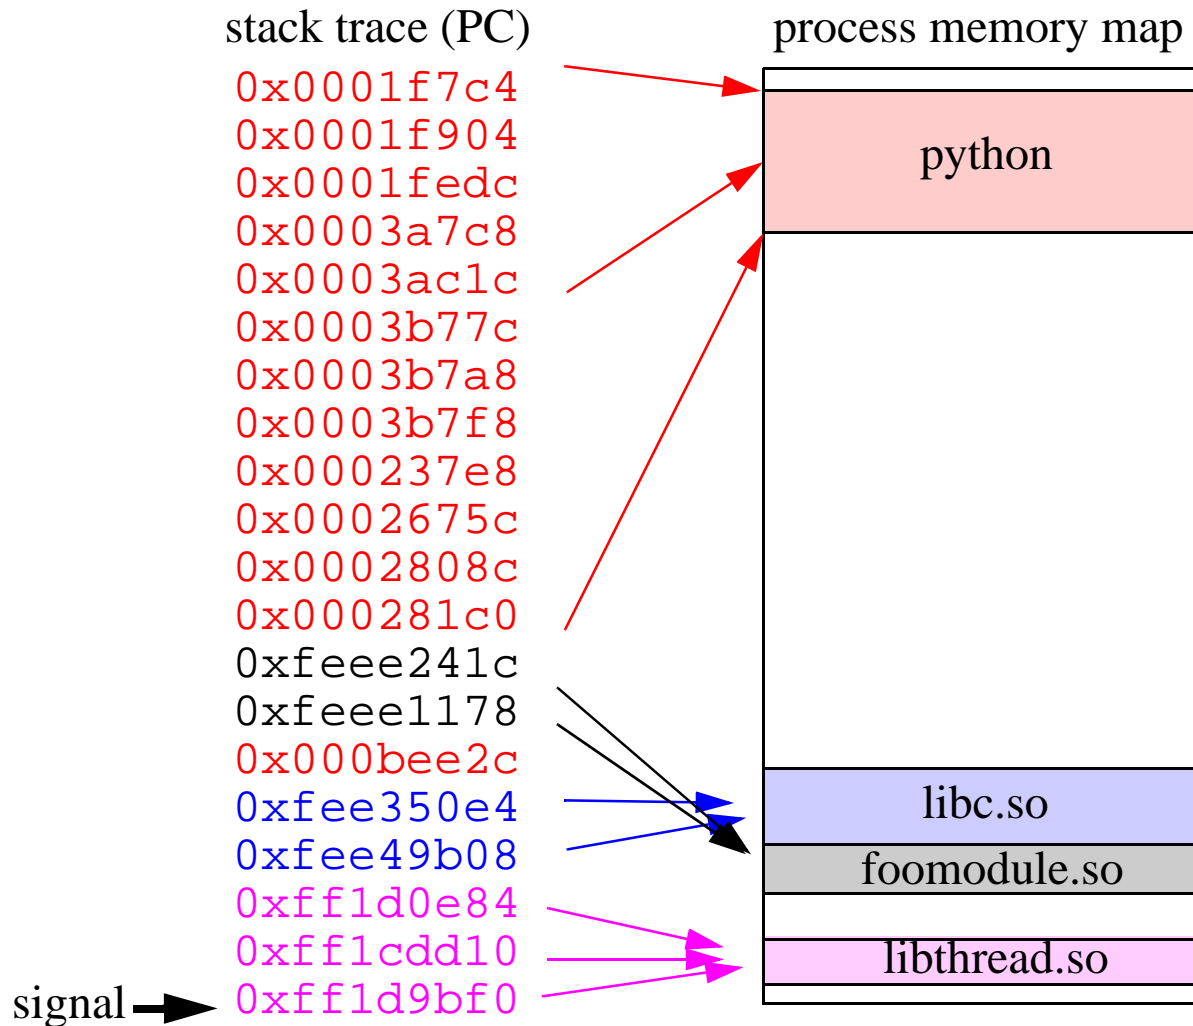 stack trace (PC)
process memory map
0x0001f7c4
0x0001f904
0x0001fedc
0x0003a7c8
0x0003ac1c
0x0003b77c
0x0003b7a8
0x0003b7f8
0x000237e8
0x0002675c
0x0002808c
0x000281c0
0xfeee241c
0xfeee1178
0x000bee2c
0xfee350e4
0xfee49b08
0xff1d0e84
0xff1cdd10
0xff1d9bf0
signal
python
libc.so
foomodule.so
libthread.so